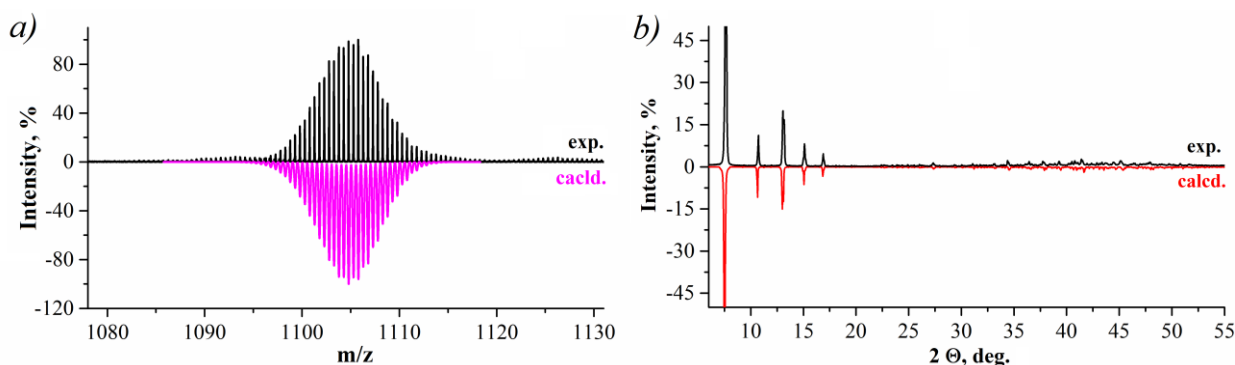 a)
Intensity, %
80
40
0
-40
-80
-120
exp.
cacld.
1080 1090 1100 1110 1120 1130
m/z
b)
Intensity, %
45
30
15
0
-15
-30
-45
exp.
calcd.
10 15 20 25 30 35 40 45 50 55
2 Θ, deg.